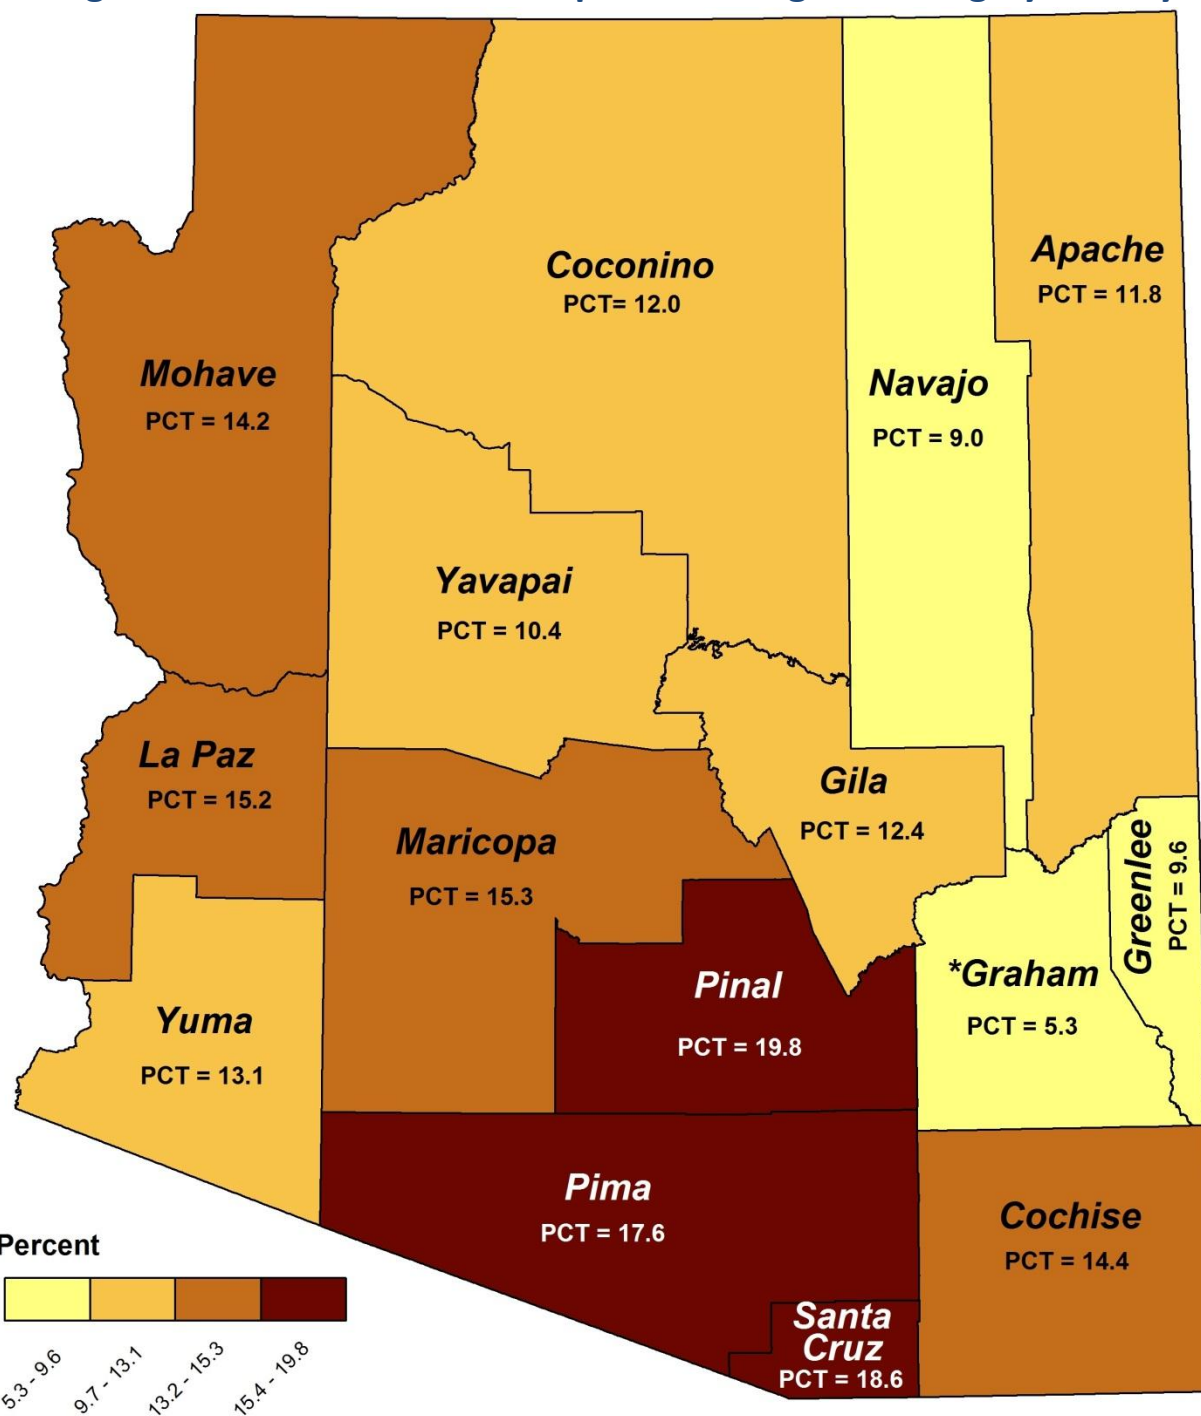 Coconino
PCT= 12.0
Apache
PCT = 11.8
Mohave
PCT = 14.2
Navajo
PCT = 9.0
Yavapai
PCT = 10.4
La Paz
PCT = 15.2
Gila
PCT = 12.4
Maricopa
PCT = 15.3
Greenlee
PCT = 9.6
*Graham
PCT = 5.3
Pinal
PCT = 19.8
Yuma
PCT = 13.1
Pima
PCT = 17.6
Cochise
PCT = 14.4
Santa
Cruz
PCT = 18.6
Percent
5.3 - 9.6
9.7 - 13.1
13.2 - 15.3
15.4 - 19.8